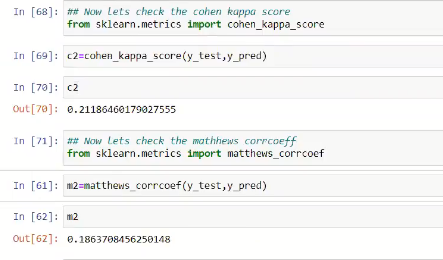 In [68]: ## Now Lets check the cohen kappa score
from sklearn.metrics import cohen_kappa_score
In [69]: c2=cohen_kappa_score(y_test,y_pred)
In [70]: c2
Out[70]: 0.21186460179027555
In [71]: ## Now Lets check the mathhews corrcoeff
from sklearn.metrics import matthews_corrcoef
In [61]: m2=matthews_corrcoef(y_test,y_pred)
In [62]: m2
Out[62]: 0.1863708456250148